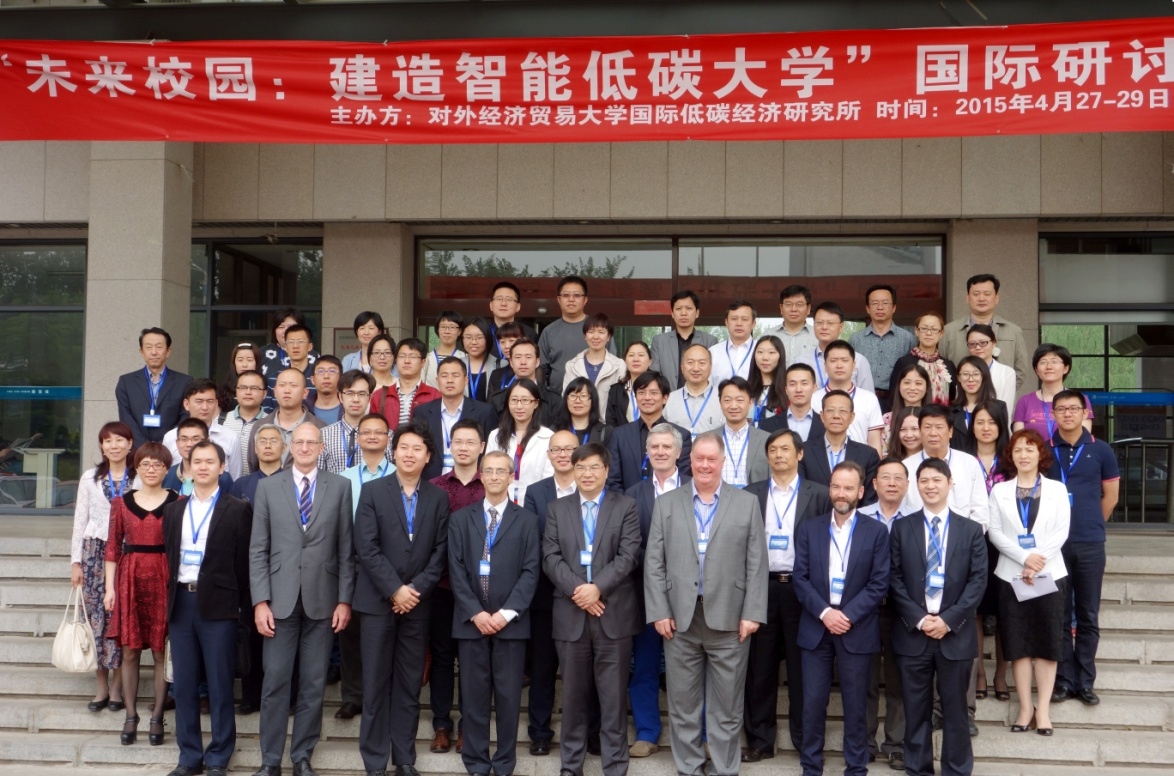 “未来校园：建造智能低碳大学”国际研讨
主办方：对外经济贸易大学国际低碳经济研究所 时间：2015年4月27-29日